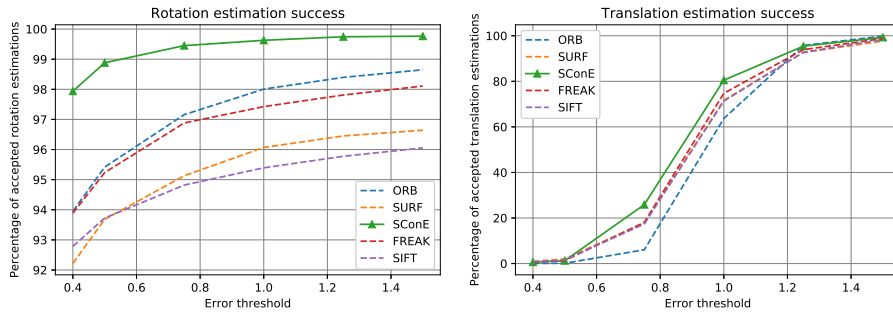 Rotation estimation success
Percentage of accepted rotation estimations
100
99
98
97
96
95
94
93
92
0.4
0.6
0.8
1.0
1.2
1.4
Error threshold
ORB
SURF
SConE
FREAK
SIFT
Translation estimation success
Percentage of accepted translation estimations
100
80
60
40
20
0
0.4
0.6
0.8
1.0
1.2
1.4
Error threshold
ORB
SURF
SConE
FREAK
SIFT